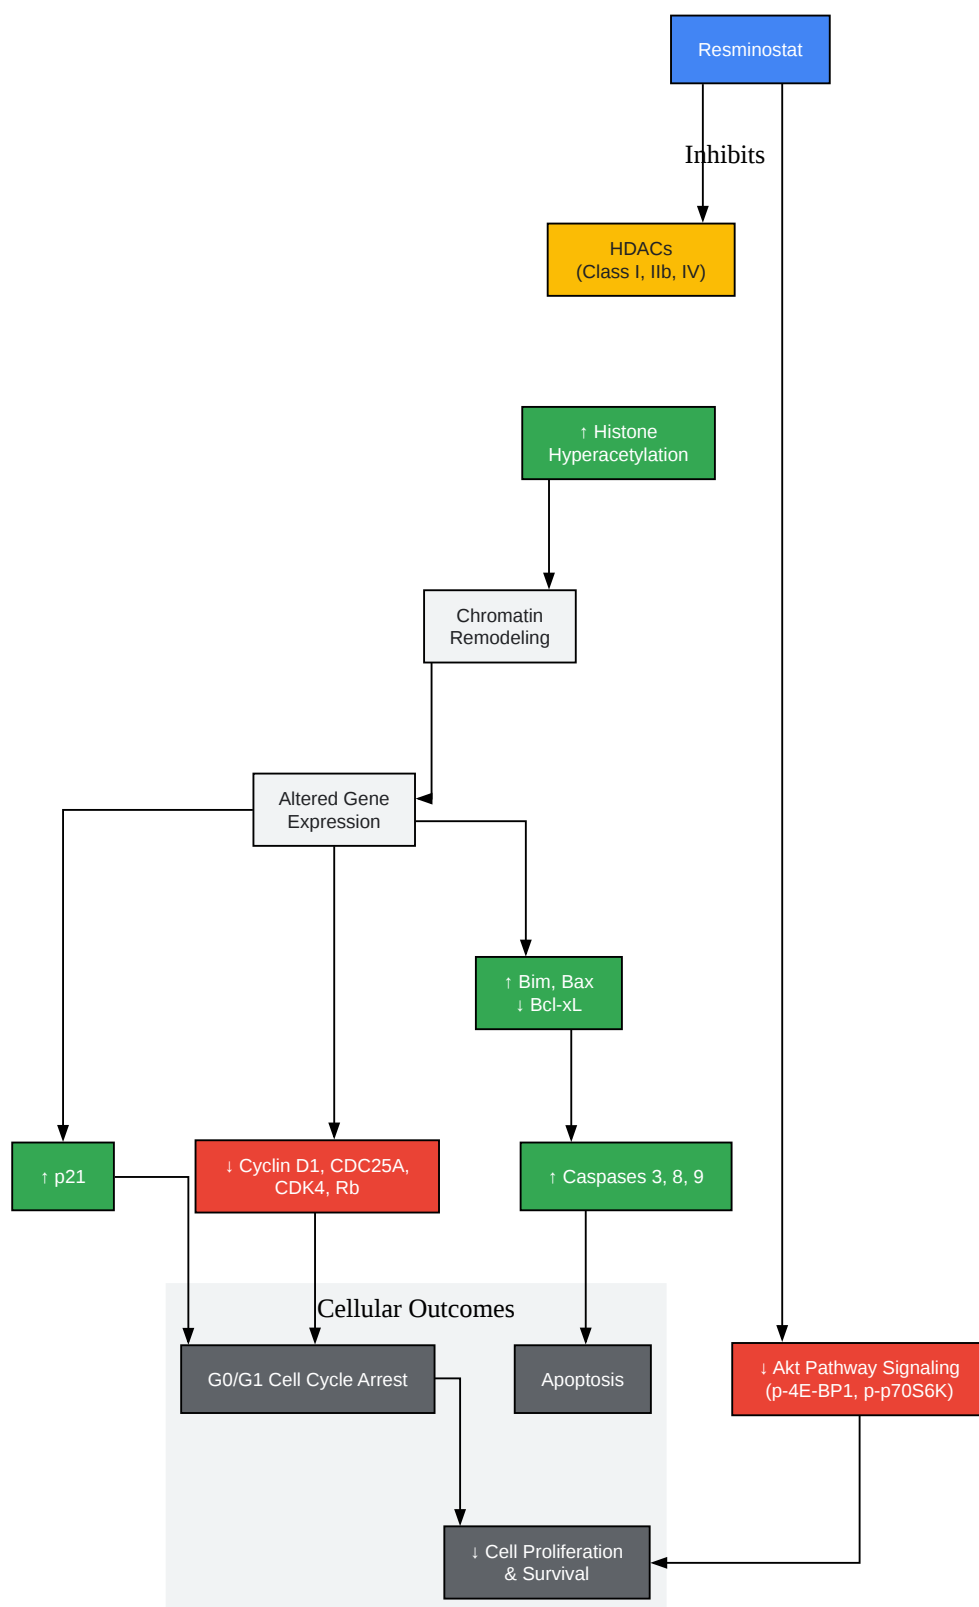 Resminostat
Inhibits
HDACs
(Class I, IIb, IV)
↑ Histone
Hyperacetylation
Chromatin
Remodeling
Altered Gene
Expression
↑ Bim, Bax
↓ Bcl-xL
↑ p21
↓ Cyclin D1, CDC25A,
CDK4, Rb
↑ Caspases 3, 8, 9
Cellular Outcomes
G0/G1 Cell Cycle Arrest
Apoptosis
↓ Akt Pathway Signaling
(p-4E-BP1, p-p70S6K)
↓ Cell Proliferation
& Survival